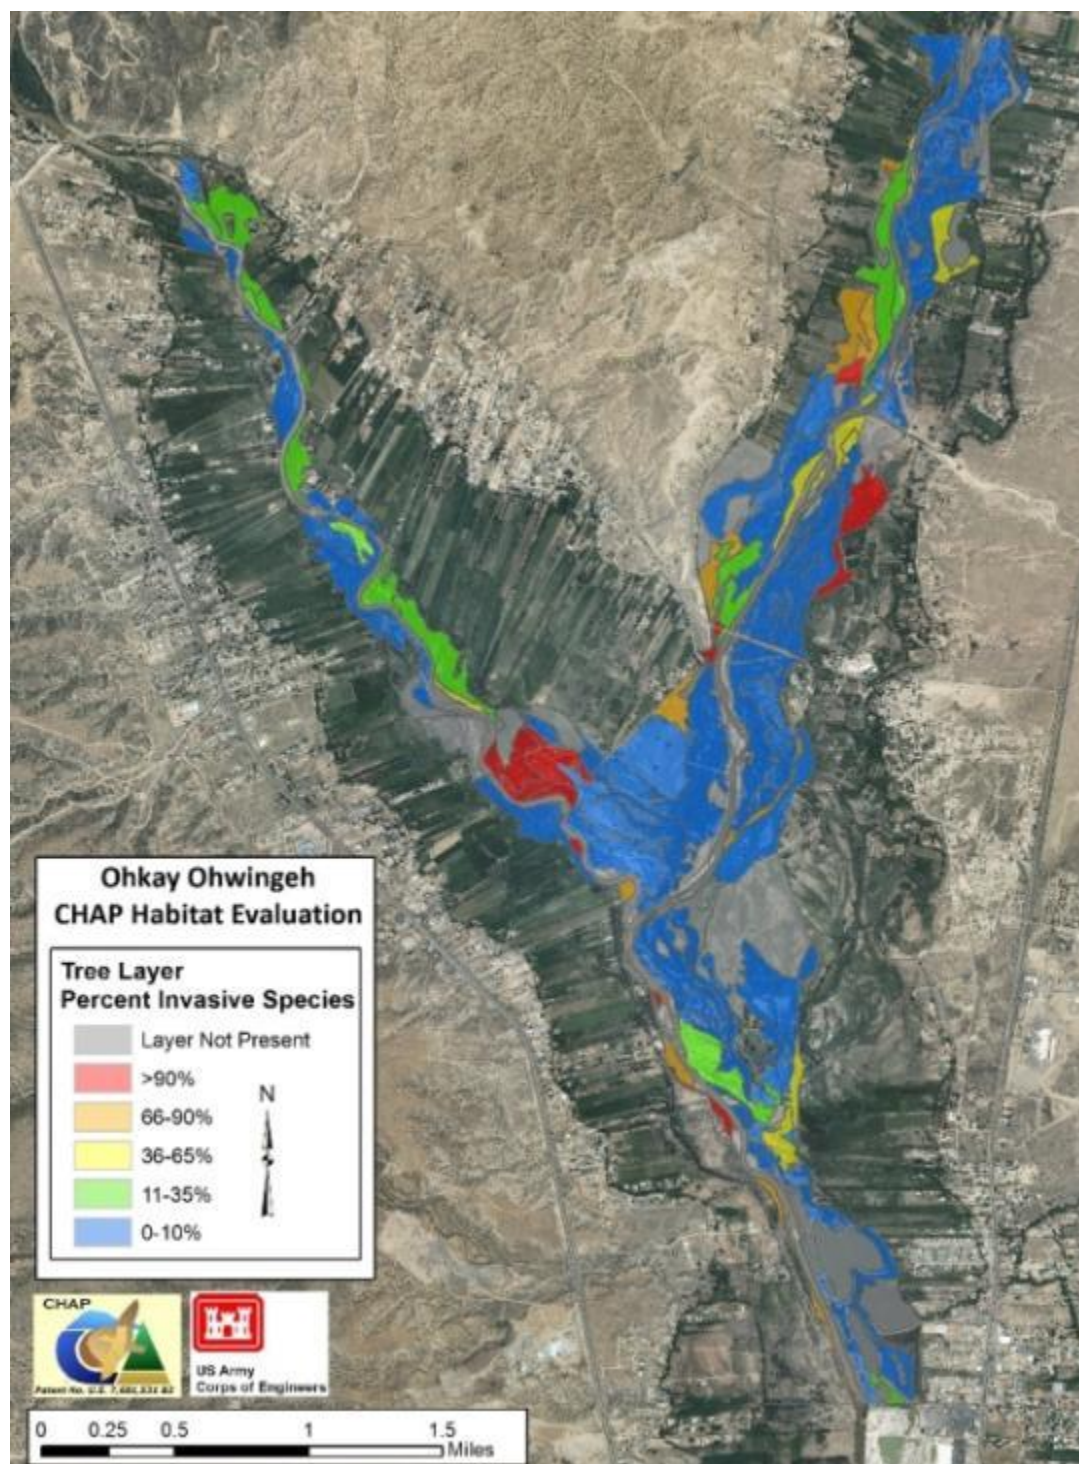 Ohkay Ohwingeh
CHAP Habitat Evaluation
Tree Layer
Percent Invasive Species
Layer Not Present
>90%
66-90%
36-65%
11-35%
0-10%
N
CHAP
US Army
Corps of Engineers
0 0.25 0.5 1 1.5
Miles